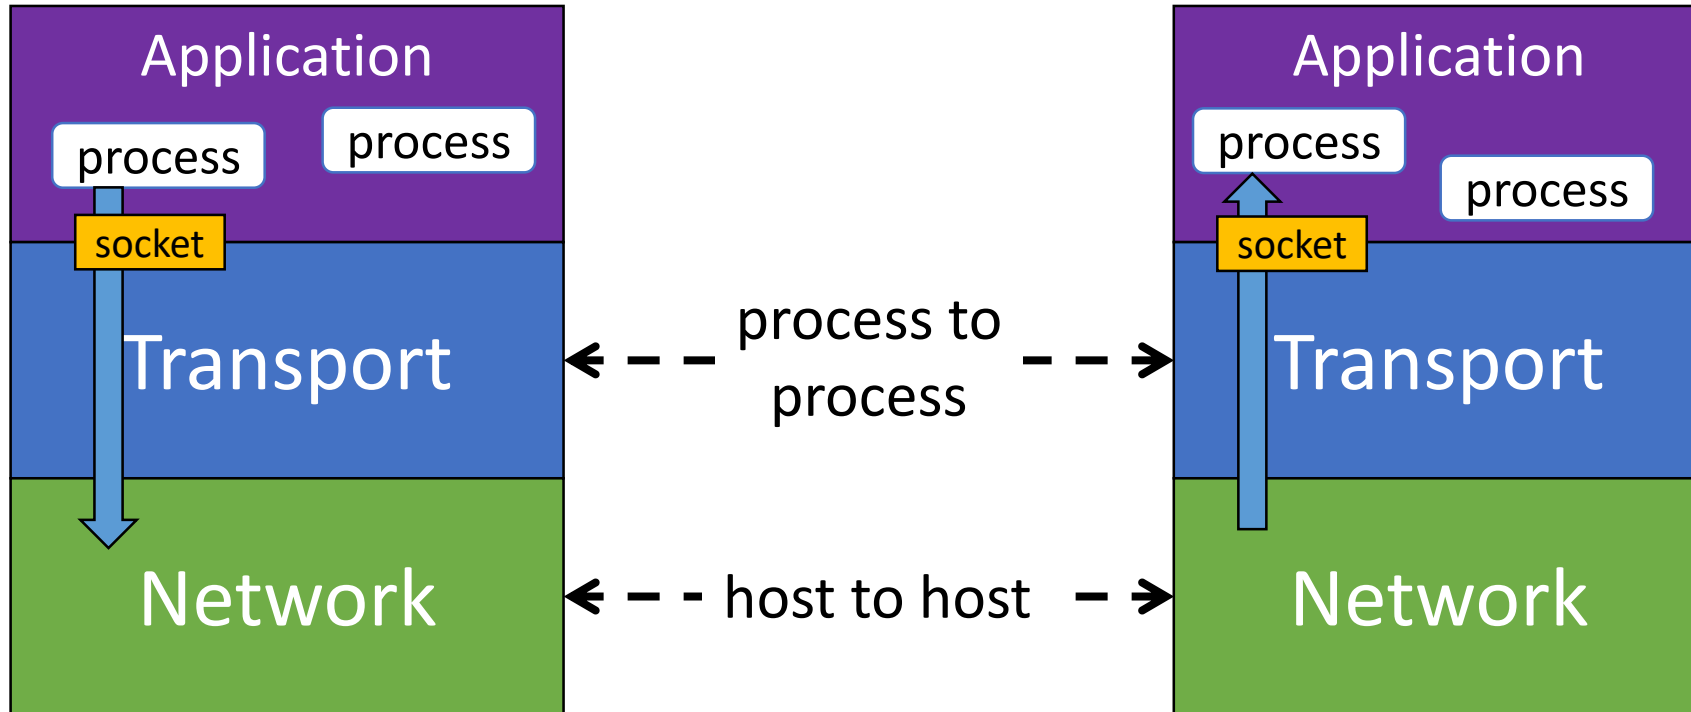 Application
process
process
socket
Transport
Network
process to
process
host to host
Application
process
process
socket
Transport
Network